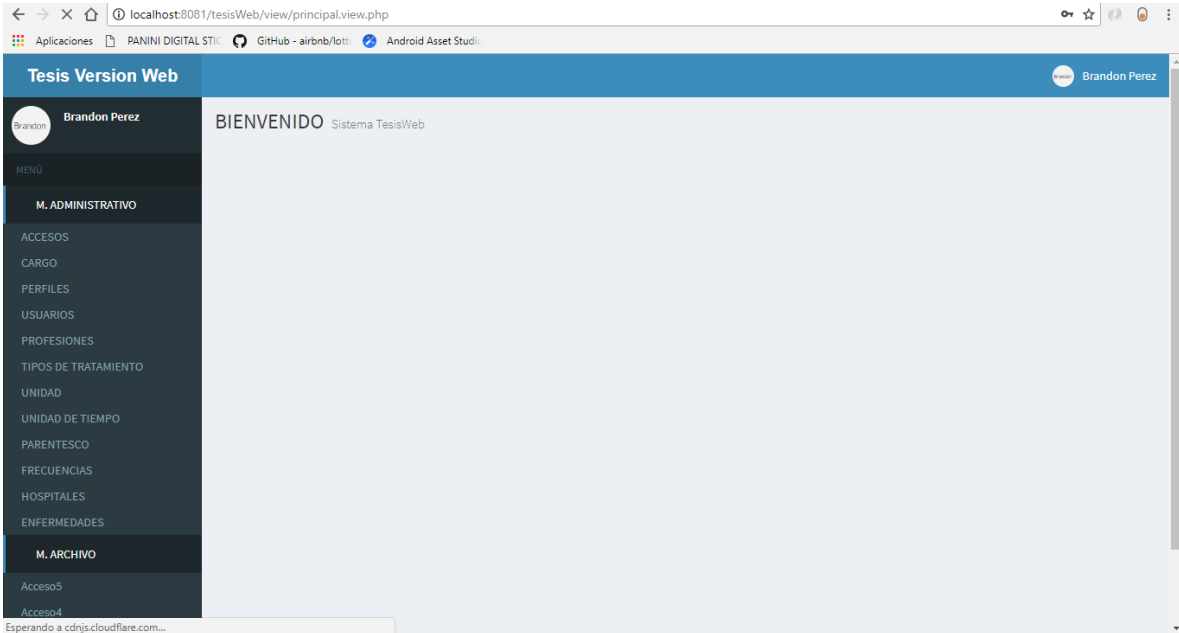 localhost:8081/tesisWeb/view/principal.view.php
Aplicaciones PANINI DIGITAL STIC GitHub - airbnb/lott Android Asset Studi
Tesis Version Web
Brandon Brandon Perez
Brandon Brandon Perez
BIENVENIDO Sistema TesisWeb
MENÚ
M. ADMINISTRATIVO
ACCESOS
CARGO
PERFILES
USUARIOS
PROFESIONES
TIPOS DE TRATAMIENTO
UNIDAD
UNIDAD DE TIEMPO
PARENTESCO
FRECUENCIAS
HOSPITALES
ENFERMEDADES
M. ARCHIVO
Acceso5
Acceso4
Esperando a cdnjs.cloudflare.com...